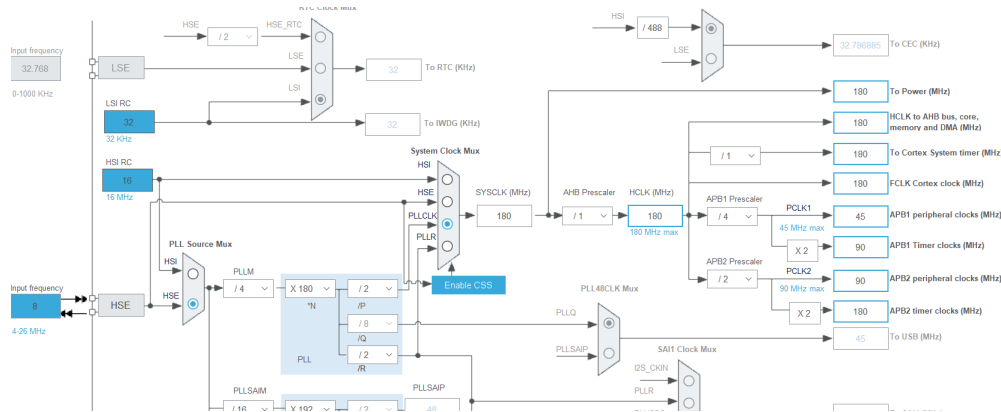 RTC Clock Mux
HSE
/ 2
HSE_RTC
HSI
/ 488
Input frequency
32.768
0-1000 KHz
LSE
LSE
LSI
32
To RTC (KHz)
LSE
32.786885
To CEC (KHz)
LSI RC
32
32 KHz
32
To IWDG (KHz)
180
To Power (MHz)
180
HCLK to AHB bus, core,
memory and DMA (MHz)
System Clock Mux
HSI RC
16
16 MHz
HSI
HSE
PLLCLK
PLLR
Enable CSS
SYSCLK (MHz)
180
AHB Prescaler
/ 1
HCLK (MHz)
180
180 MHz max
/ 1
180
To Cortex System timer (MHz)
180
FCLK Cortex clock (MHz)
APB1 Prescaler
/ 4
PCLK1
45 MHz max
45
APB1 peripheral clocks (MHz)
X 2
90
APB1 Timer clocks (MHz)
APB2 Prescaler
/ 2
PCLK2
90 MHz max
90
APB2 peripheral clocks (MHz)
X 2
180
APB2 timer clocks (MHz)
PLL Source Mux
HSI
HSE
Input frequency
8
4-26 MHz
HSE
PLLM
/ 4
X 180
*N
/ 2
/P
/ 8
/Q
/ 2
/R
PLL
PLL48CLK Mux
PLLQ
PLLSAIP
45
To USB (MHz)
SAI1 Clock Mux
I2S_CKIN
PLLR
PLLSAIM
/ 16
X 192
/ 2
PLLSAIP
48